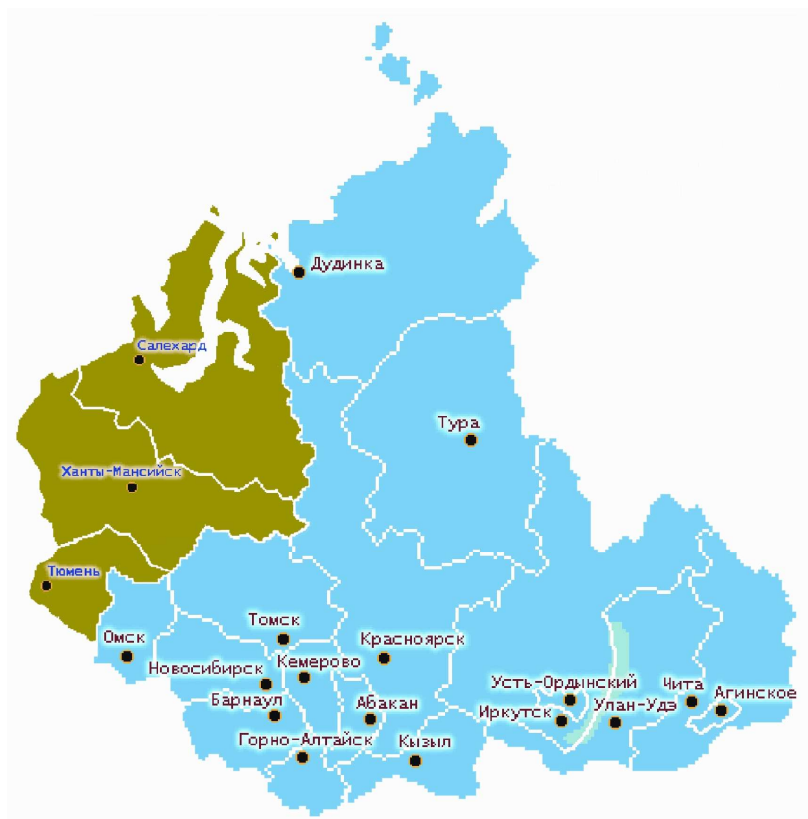 Дудинка
Салехард
Тура
Ханты-Мансийск
Тюмень
Томск
Омск
Красноярск
Новосибирск
Кемерово
Усть-Ордынский
Чита
Агинское
Барнаул
Абакан
Иркутск
Улан-Удэ
Горно-Алтайск
Кызыл